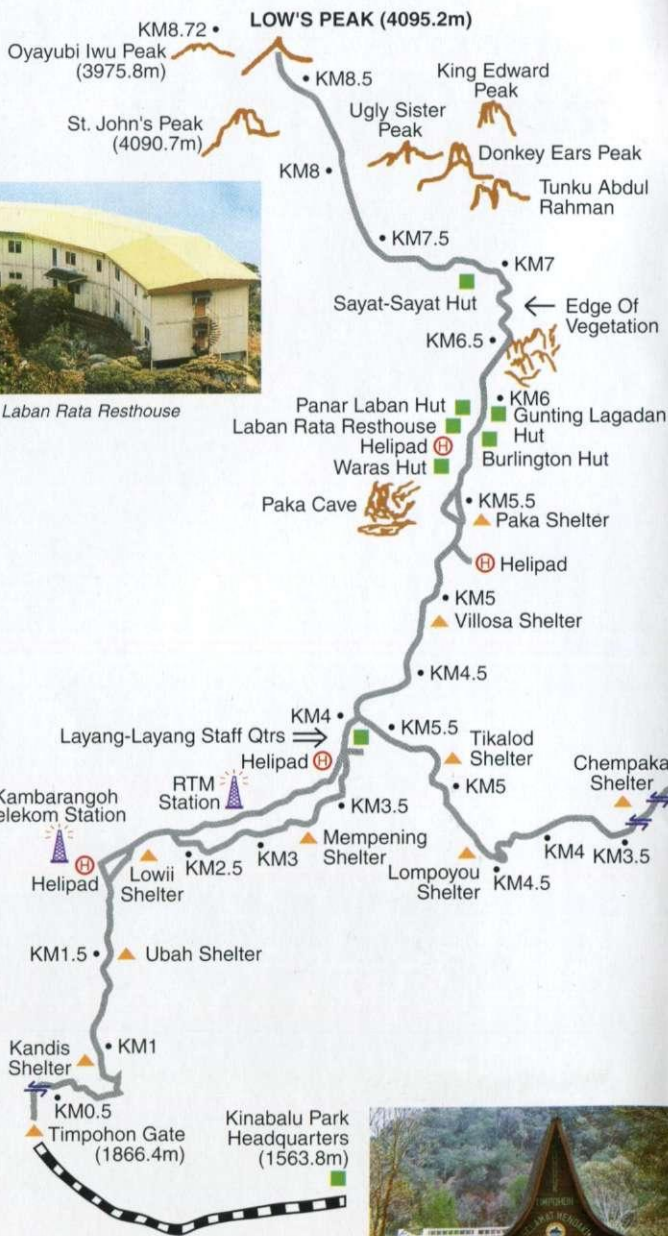 LOW'S PEAK (4095.2m)
KM8.72
Oyayubi Iwu Peak
(3975.8m)
KM8.5
King Edward
Peak
St. John's Peak
(4090.7m)
Ugly Sister
Peak
Donkey Ears Peak
KM8
Tunku Abdul
Rahman
KM7.5
KM7
Sayat-Sayat Hut
Edge Of
Vegetation
KM6.5
Laban Rata Resthouse
KM6
Panar Laban Hut
Gunting Lagadan
Hut
Laban Rata Resthouse
Helipad
H
Burlington Hut
Waras Hut
Paka Cave
KM5.5
Paka Shelter
H
Helipad
KM5
Villosa Shelter
KM4.5
KM4
KM5.5
Layang-Layang Staff Qtrs
Helipad
H
Tikalod
Shelter
Chempaka
Shelter
RTM
Station
KM5
Kambarangoh
Telekom Station
KM3.5
Mempening
Shelter
KM4
KM3.5
Helipad
H
Lowii
Shelter
KM2.5
KM3
Lompoyou
Shelter
KM4.5
KM1.5
Ubah Shelter
Kandis
Shelter
KM1
KM0.5
Timpohon Gate
(1866.4m)
Kinabalu Park
Headquarters
(1563.8m)
TIMPOHON
SELAMAT MENDAKI